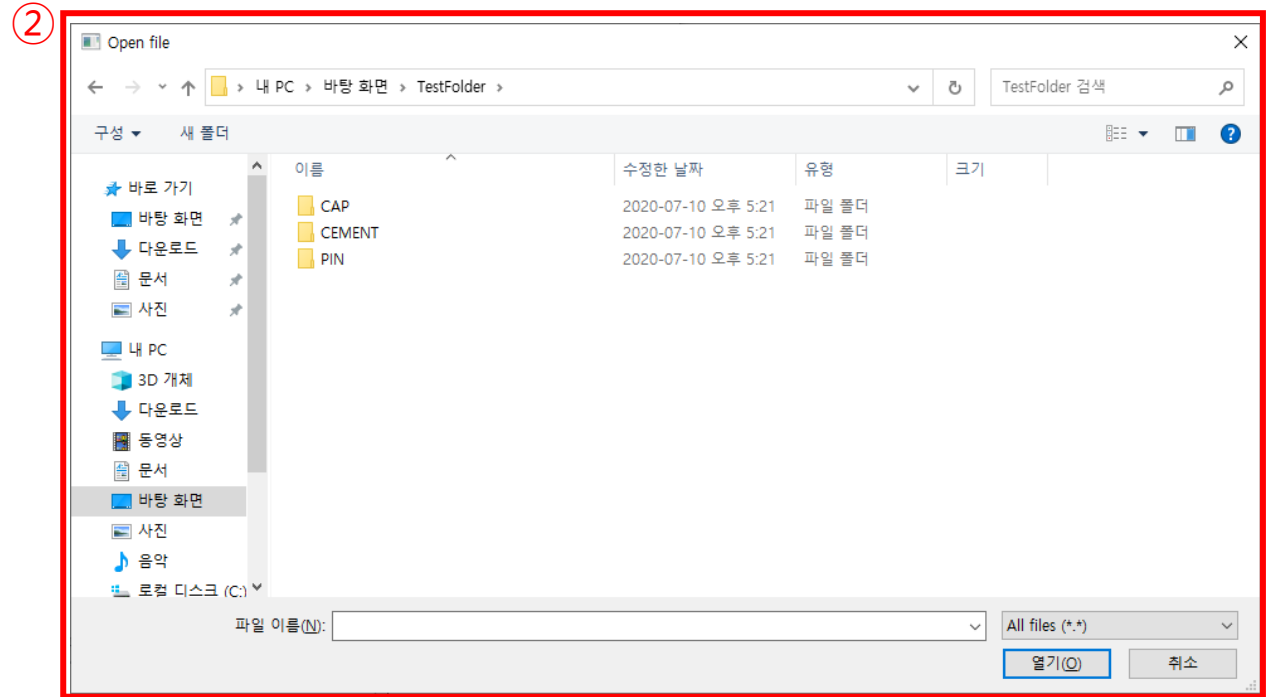 ②
Open file
내 PC › 바탕 화면 › TestFolder ›
TestFolder 검색
구성
새 폴더
이름 수정한 날짜 유형 크기
바로 가기
바탕 화면
다운로드
문서
사진
내 PC
3D 개체
다운로드
동영상
문서
바탕 화면
사진
음악
로컬 디스크 (C:)
CAP 2020-07-10 오후 5:21 파일 폴더
CEMENT 2020-07-10 오후 5:21 파일 폴더
PIN 2020-07-10 오후 5:21 파일 폴더
파일 이름(N):
All files (*.*)
열기(O) 취소